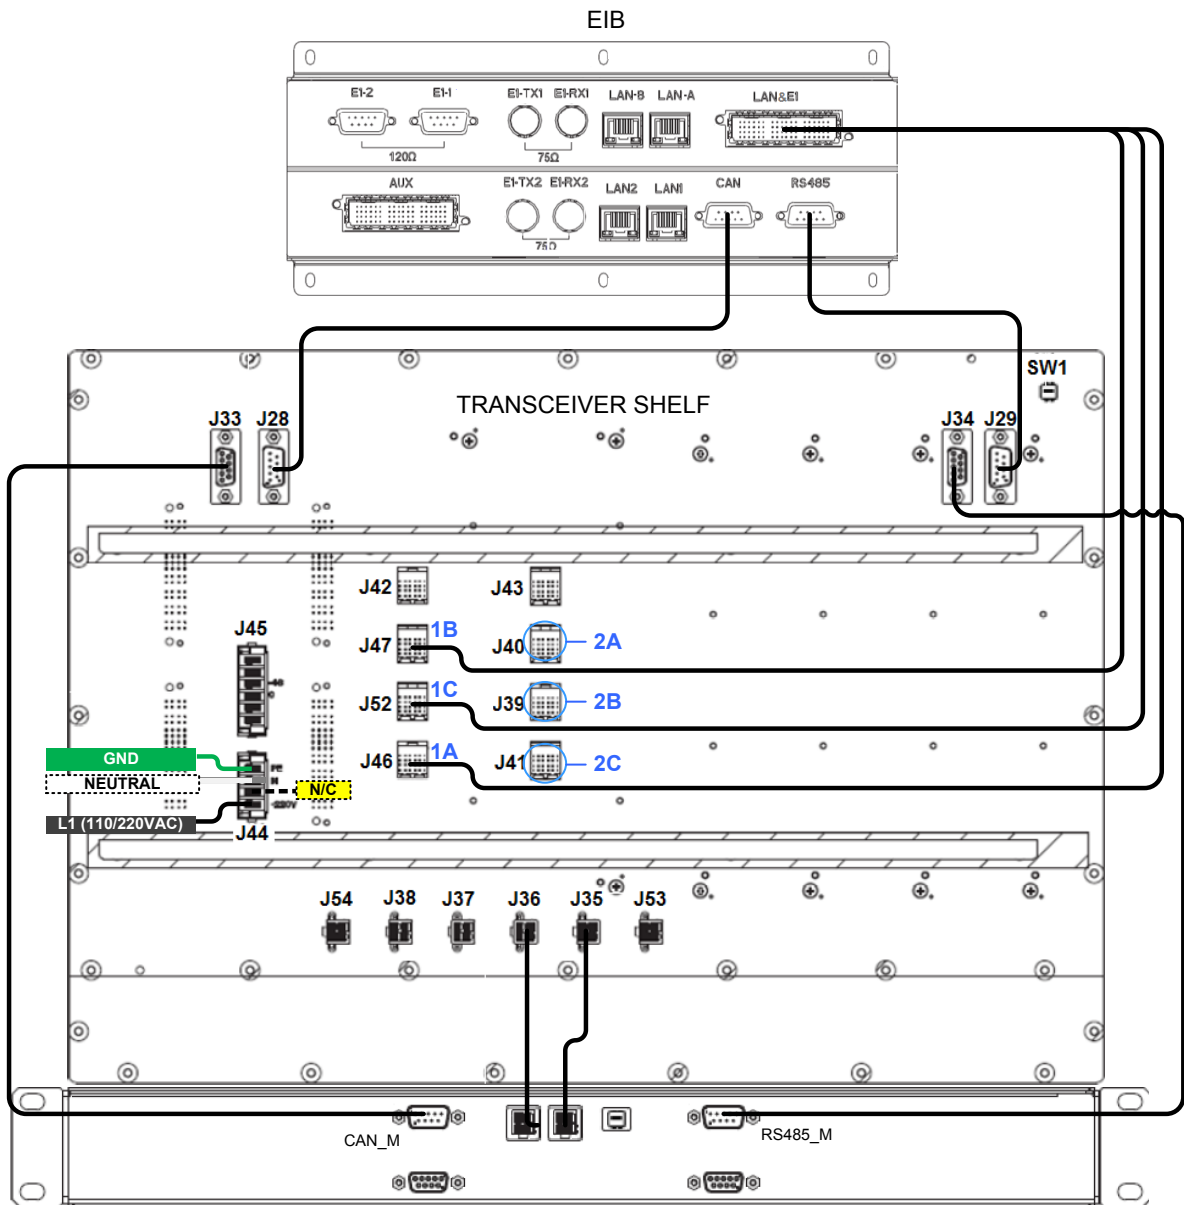 EIB
E1-2 E1-1 E1-TX1 E1-RX1 LAN-B LAN-A LAN&E1
120Ω 75Ω
AUX E1-TX2 E1-RX2 LAN2 LAN1 CAN RS485
75Ω
SW1
TRANSCEIVER SHELF
J33 J28 J34 J29
J42 J43
J45 J47 1B J40 2A
J52 1C J39 2B
-48
J46 1A J41 2C
GND PE
NEUTRAL N
N/C
L1 (110/220VAC) -220V
J44
J54 J38 J37 J36 J35 J53
CAN_M RS485_M